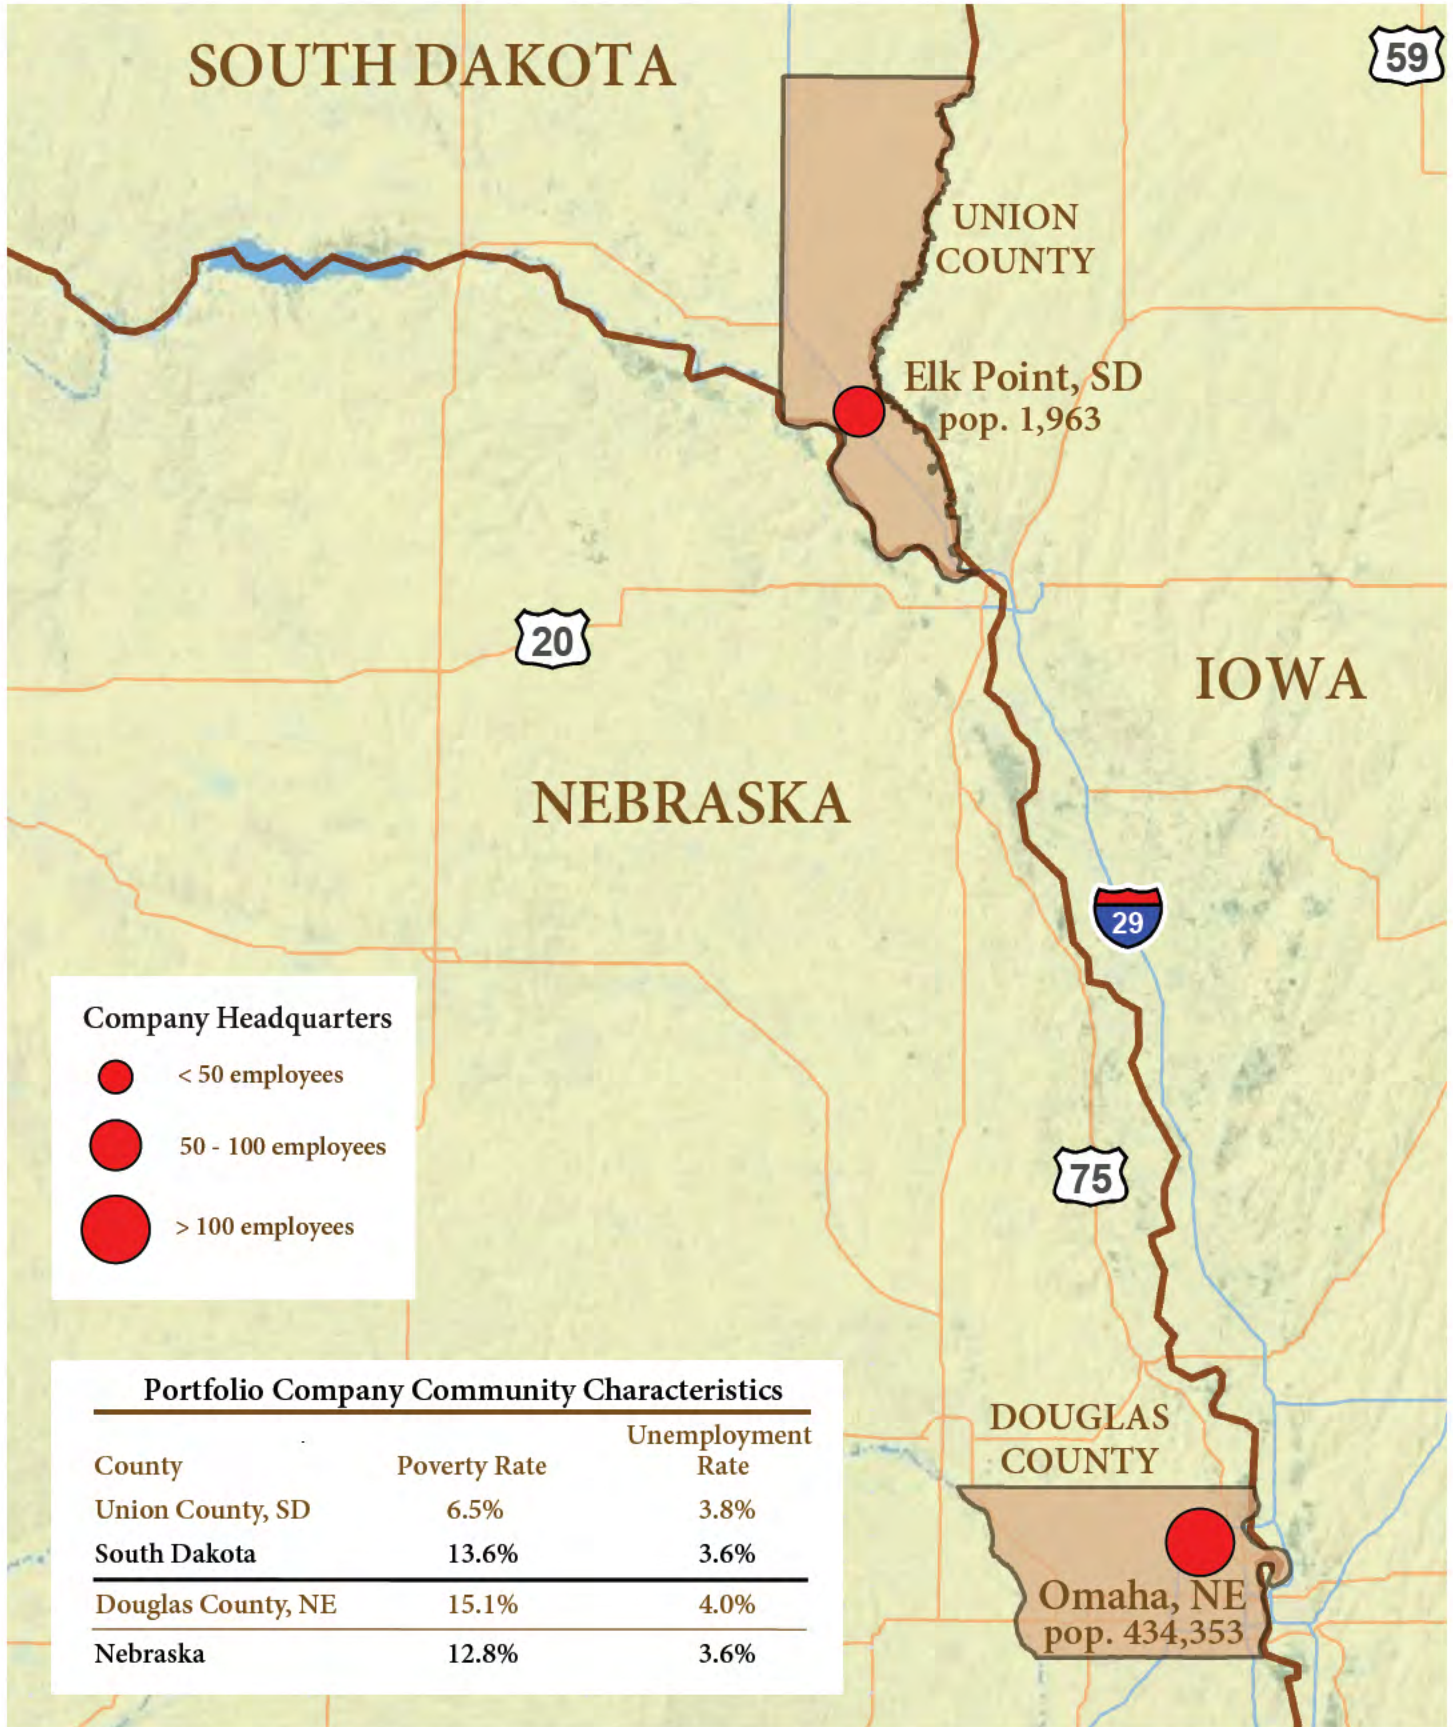 SOUTH DAKOTA
59
UNION
COUNTY
Elk Point, SD
pop. 1,963
20
IOWA
NEBRASKA
29
Company Headquarters
< 50 employees
50 - 100 employees
> 100 employees
75
Portfolio Company Community Characteristics
Unemployment
County Poverty Rate Rate
Union County, SD 6.5% 3.8%
South Dakota 13.6% 3.6%
Douglas County, NE 15.1% 4.0%
Nebraska 12.8% 3.6%
DOUGLAS
COUNTY
Omaha, NE
pop. 434,353